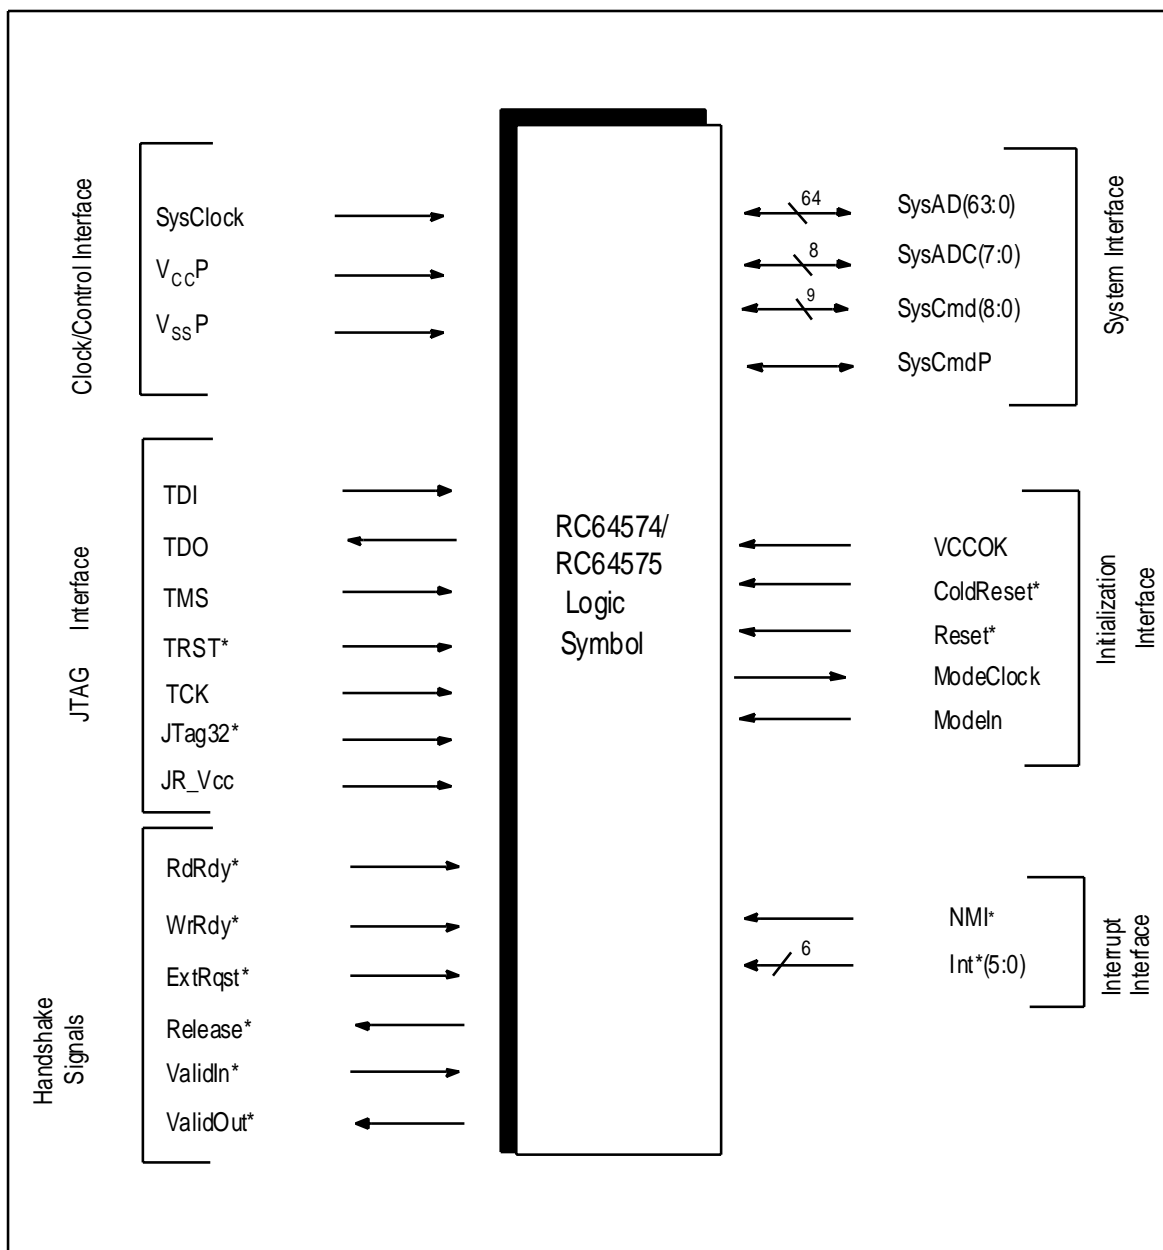 Clock/Control Interface
SysClock
VCCP
VSSP
JTAG Interface
TDI
TDO
TMS
TRST*
TCK
JTag32*
JR_Vcc
Handshake
Signals
RdRdy*
WrRdy*
ExtRqst*
Release*
ValidIn*
ValidOut*
RC64574/
RC64575
Logic
Symbol
64
SysAD(63:0)
8
SysADC(7:0)
9
SysCmd(8:0)
SysCmdP
System Interface
VCCOK
ColdReset*
Reset*
ModeClock
ModeIn
Initialization
Interface
NMI*
6
Int*(5:0)
Interrupt
Interface